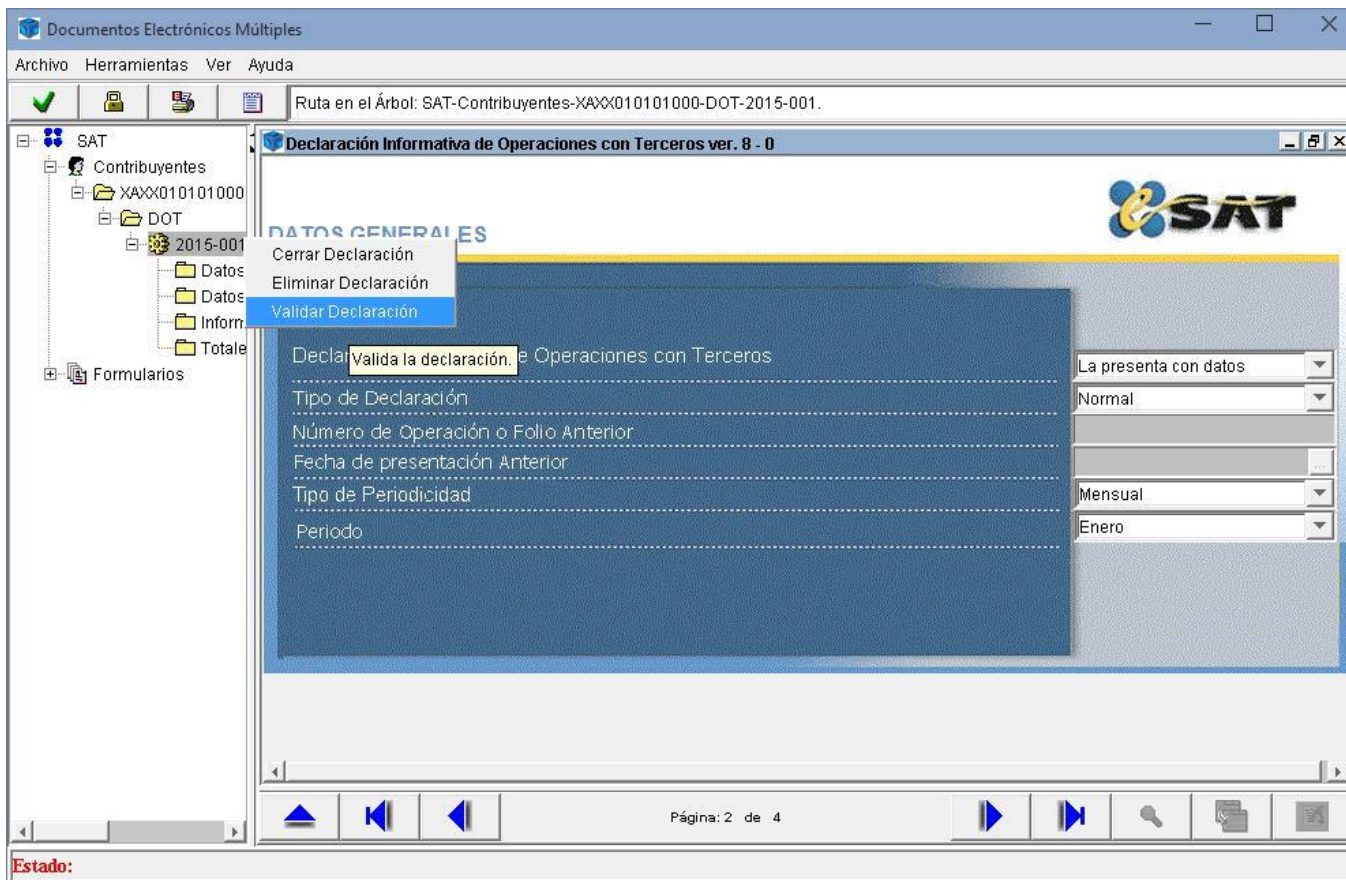 Documentos Electrónicos Múltiples
Archivo Herramientas Ver Ayuda
Ruta en el Árbol: SAT-Contribuyentes-XAXX010101000-DOT-2015-001.
SAT
Contribuyentes
XAXX010101000
DOT
2015-001
Datos
Datos
Inform
Totale
Formularios
Declaración Informativa de Operaciones con Terceros ver. 8 - 0
eSAT
DATOS GENERALES
Cerrar Declaración
Eliminar Declaración
Validar Declaración
Valida la declaración.
Declar e Operaciones con Terceros La presenta con datos
Tipo de Declaración Normal
Número de Operación o Folio Anterior
Fecha de presentación Anterior ...
Tipo de Periodicidad Mensual
Periodo Enero
Página: 2 de 4
Estado: